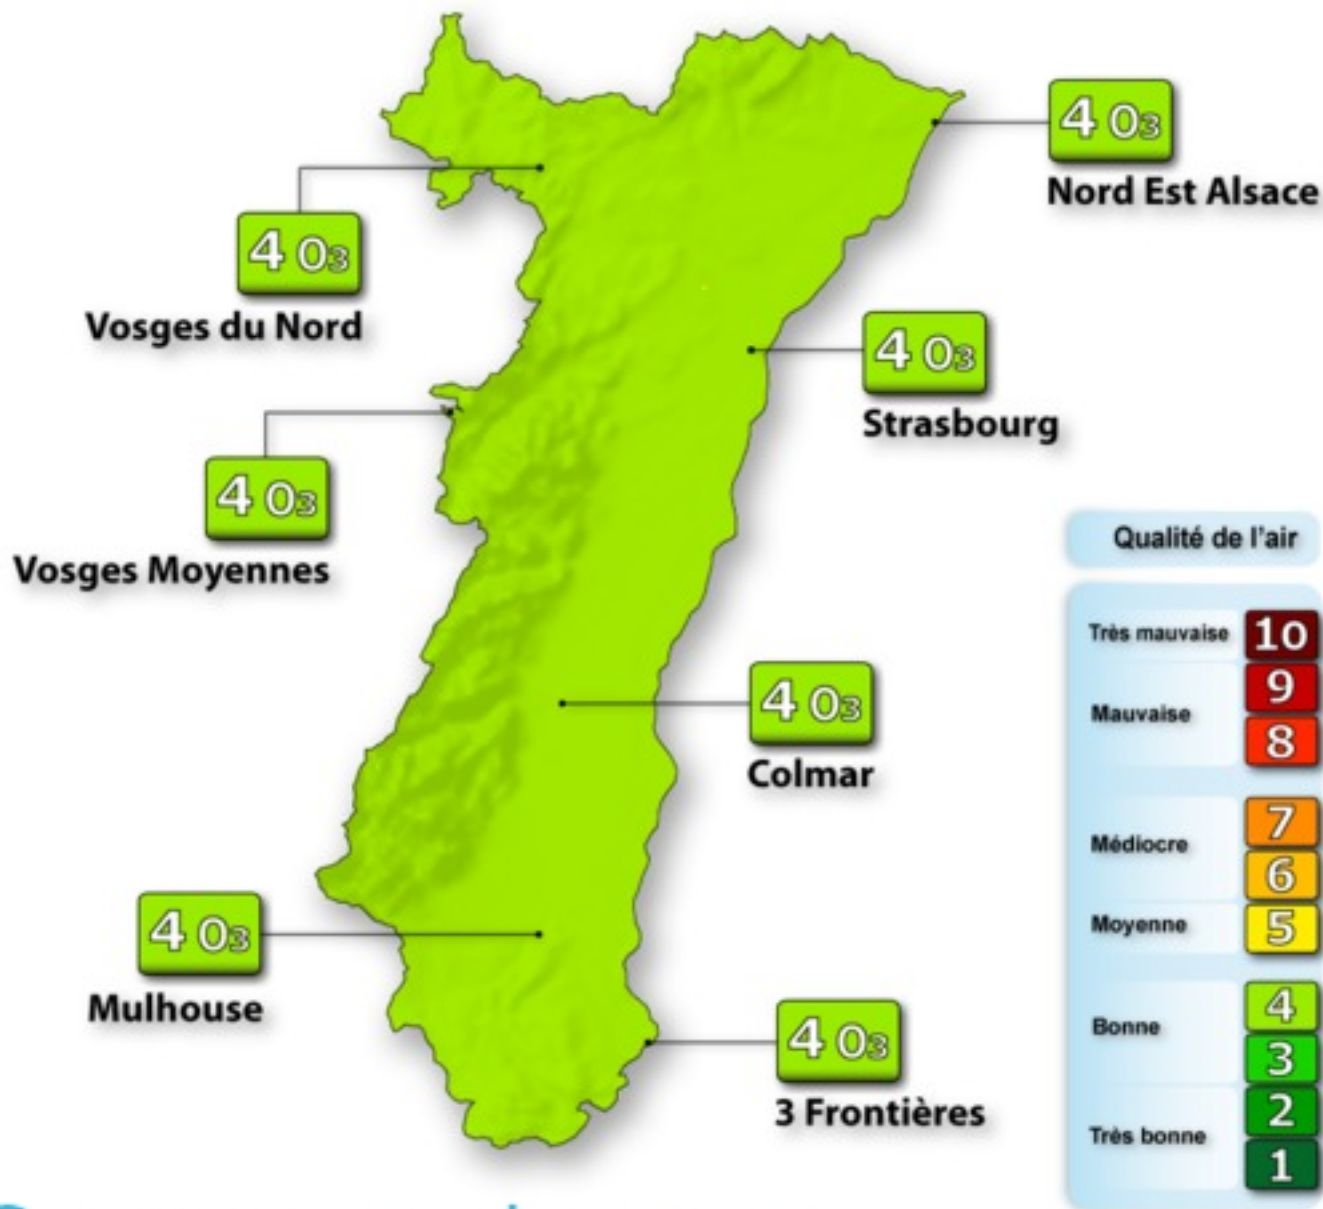 4 O3
Nord Est Alsace
4 O3
Vosges du Nord
4 O3
Strasbourg
4 O3
Vosges Moyennes
4 O3
Colmar
4 O3
Mulhouse
4 O3
3 Frontières
Qualité de l'air
Très mauvaise 10
Mauvaise 9
8
Médiocre 7
6
Moyenne 5
Bonne 4
3
Très bonne 2
1